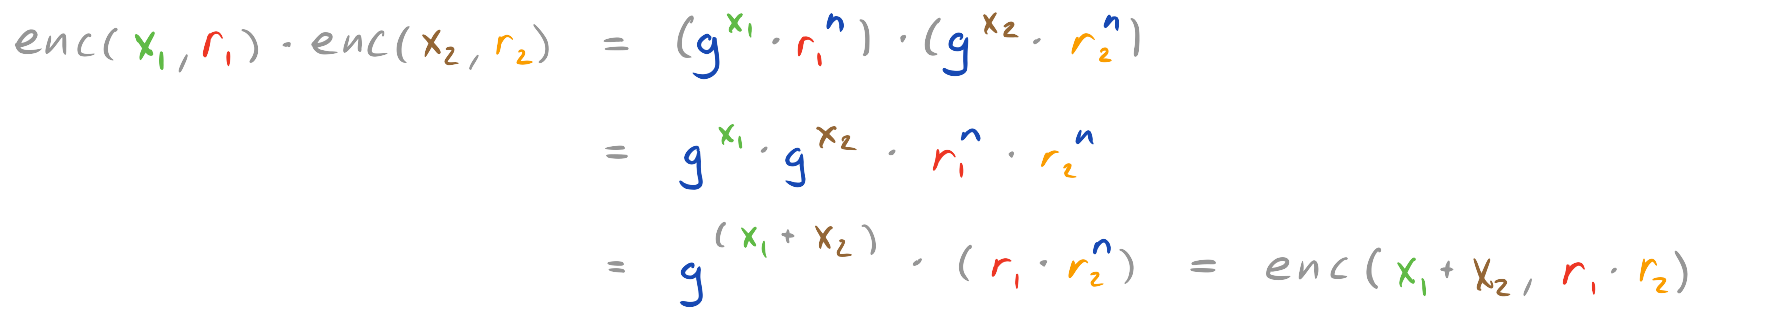 enc(x₁, r₁) · enc(x₂, r₂) = (g^x₁ · r₁^n) · (g^x₂ · r₂^n)
= g^x₁ · g^x₂ · r₁^n · r₂^n
= g^(x₁ + x₂) · (r₁ · r₂^n) = enc(x₁ + x₂, r₁ · r₂)